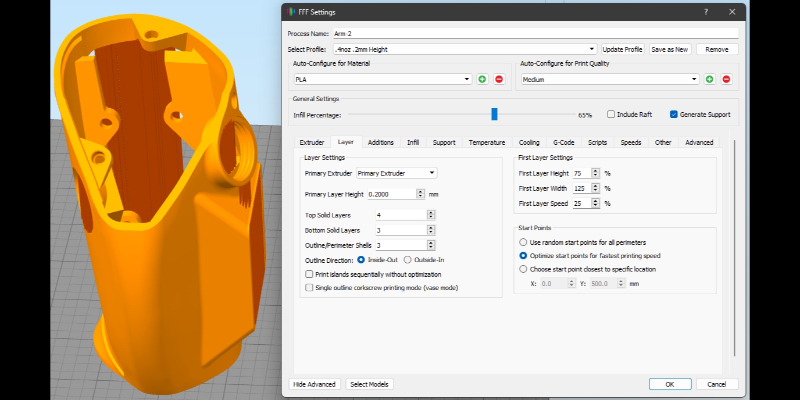 FFF Settings
Process Name: Arm-2
Select Profile: .4noz .2mm Height Update Profile Save as New Remove
Auto-Configure for Material Auto-Configure for Print Quality
PLA Medium
General Settings
Infill Percentage: 65% Include Raft Generate Support
Extruder Layer Additions Infill Support Temperature Cooling G-Code Scripts Speeds Other Advanced
Layer Settings
Primary Extruder Primary Extruder
Primary Layer Height 0.2000 mm
Top Solid Layers 4
Bottom Solid Layers 3
Outline/Perimeter Shells 3
Outline Direction: Inside-Out Outside-In
Print islands sequentially without optimization
Single outline corkscrew printing mode (vase mode)
First Layer Settings
First Layer Height 75 %
First Layer Width 125 %
First Layer Speed 25 %
Start Points
Use random start points for all perimeters
Optimize start points for fastest printing speed
Choose start point closest to specific location
X: 0.0 Y: 500.0 mm
Hide Advanced Select Models OK Cancel